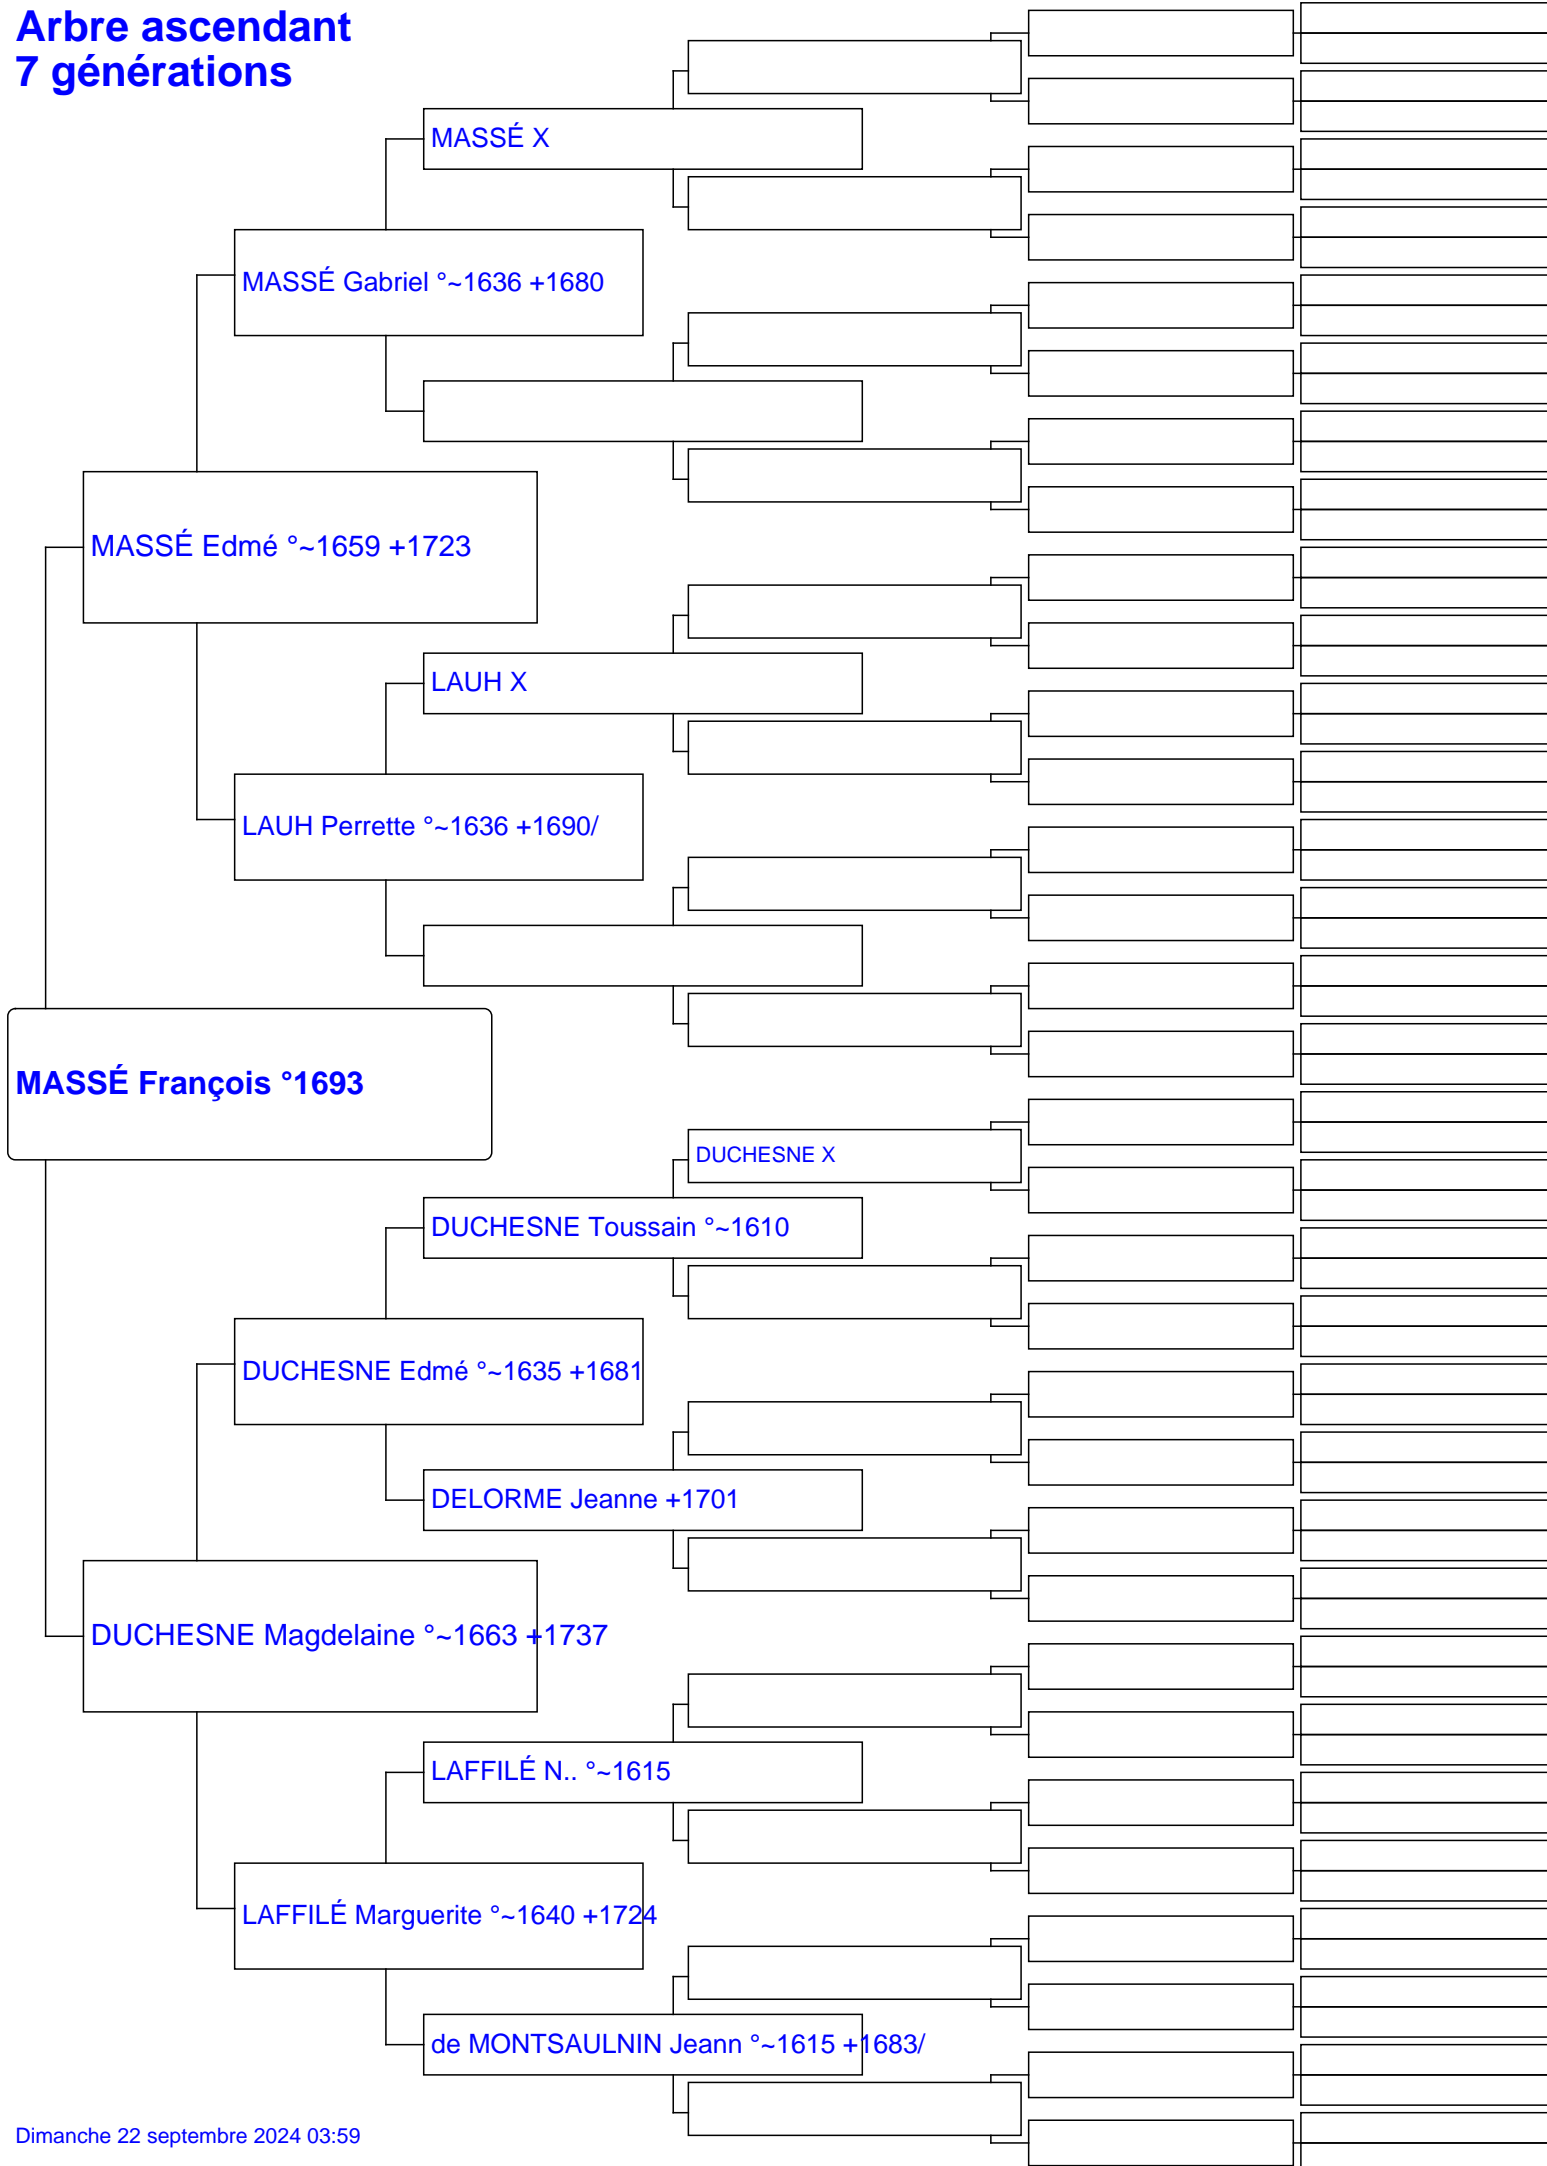 Arbre ascendant
7 générations
MASSÉ X
MASSÉ Gabriel °~1636 +1680
MASSÉ Edmé °~1659 +1723
LAUH X
LAUH Perrette °~1636 +1690/
MASSÉ François °1693
DUCHESNE X
DUCHESNE Toussain °~1610
DUCHESNE Edmé °~1635 +1681
DELORME Jeanne +1701
DUCHESNE Magdelaine °~1663 +1737
LAFFILÉ N.. °~1615
LAFFILÉ Marguerite °~1640 +1724
de MONTSAULNIN Jeann °~1615 +1683/
Dimanche 22 septembre 2024 03:59